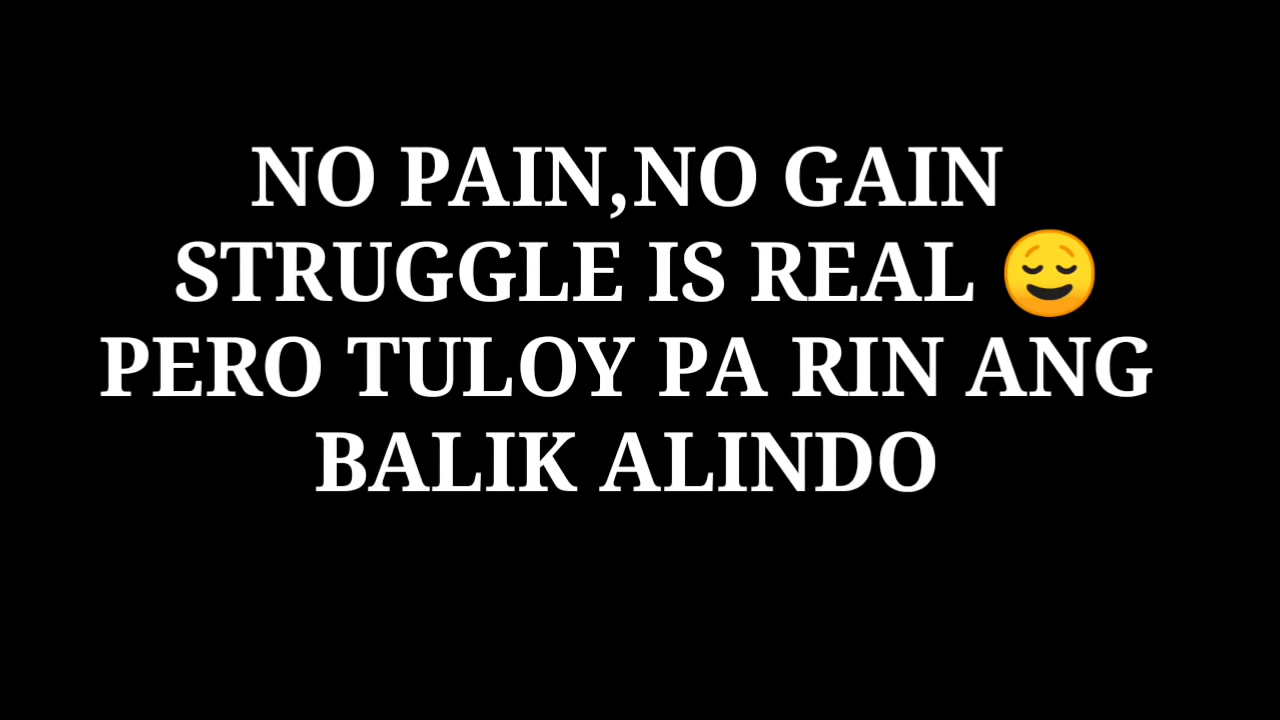 NO PAIN,NO GAIN
STRUGGLE IS REAL 😌
PERO TULOY PA RIN ANG
BALIK ALINDO